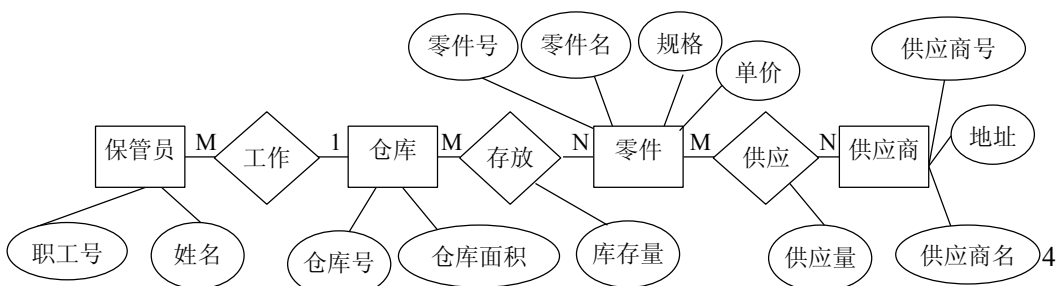 零件号 零件名 规格 单价 供应商号
地址
保管员 M 工作 1 仓库 M 存放 N 零件 M 供应 N 供应商
职工号 姓名 仓库号 仓库面积 库存量 供应量 供应商名 4